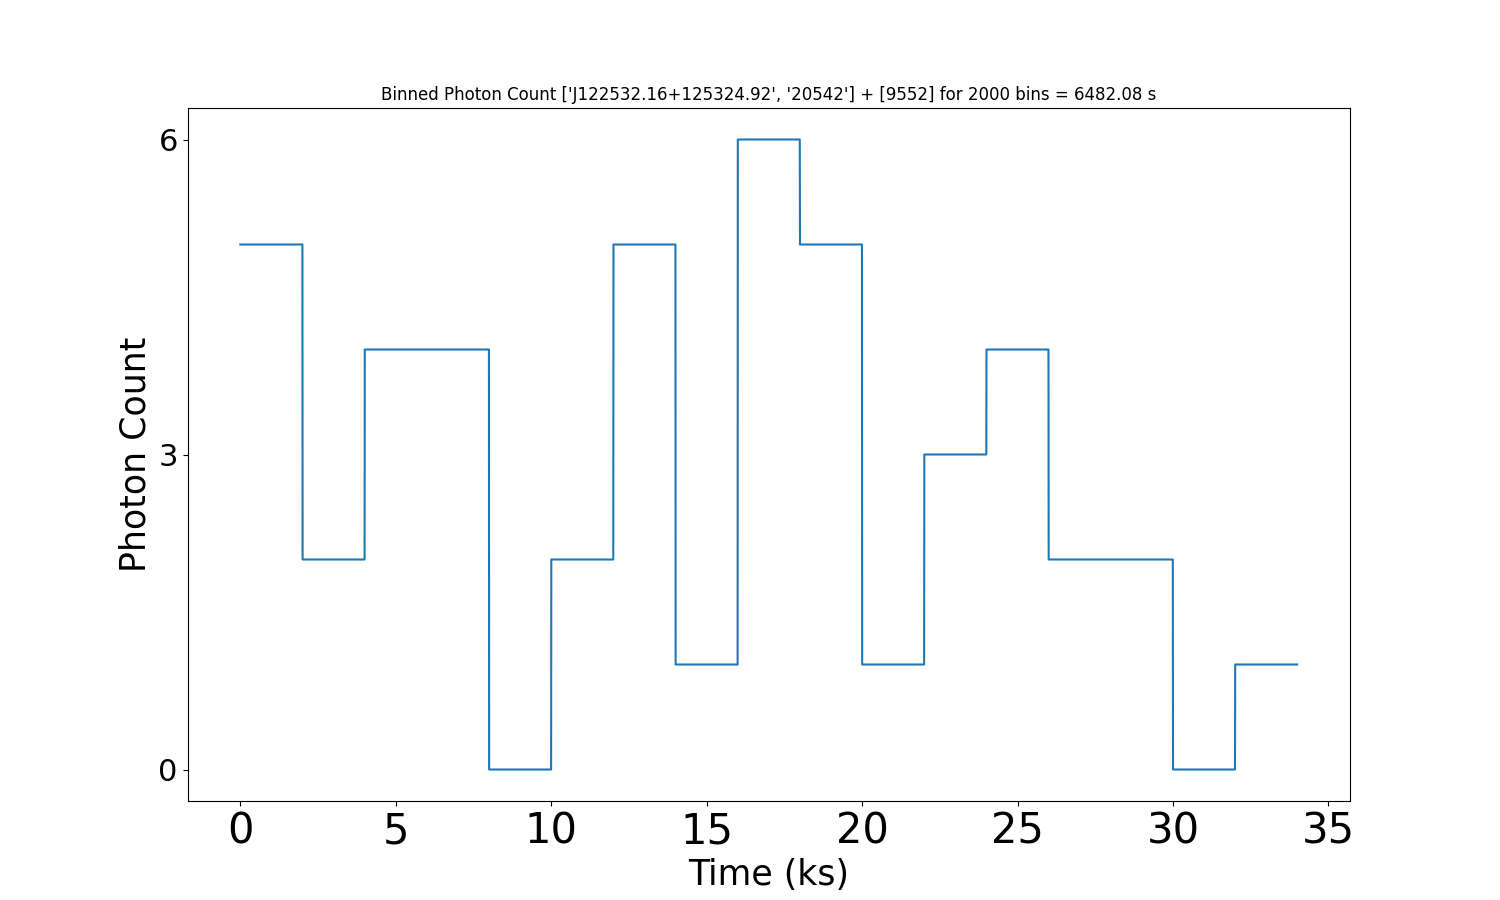 Binned Photon Count ['J122532.16+125324.92', '20542'] + [9552] for 2000 bins = 6482.08 s
6
3
0
Photon Count
0 5 10 15 20 25 30 35
Time (ks)